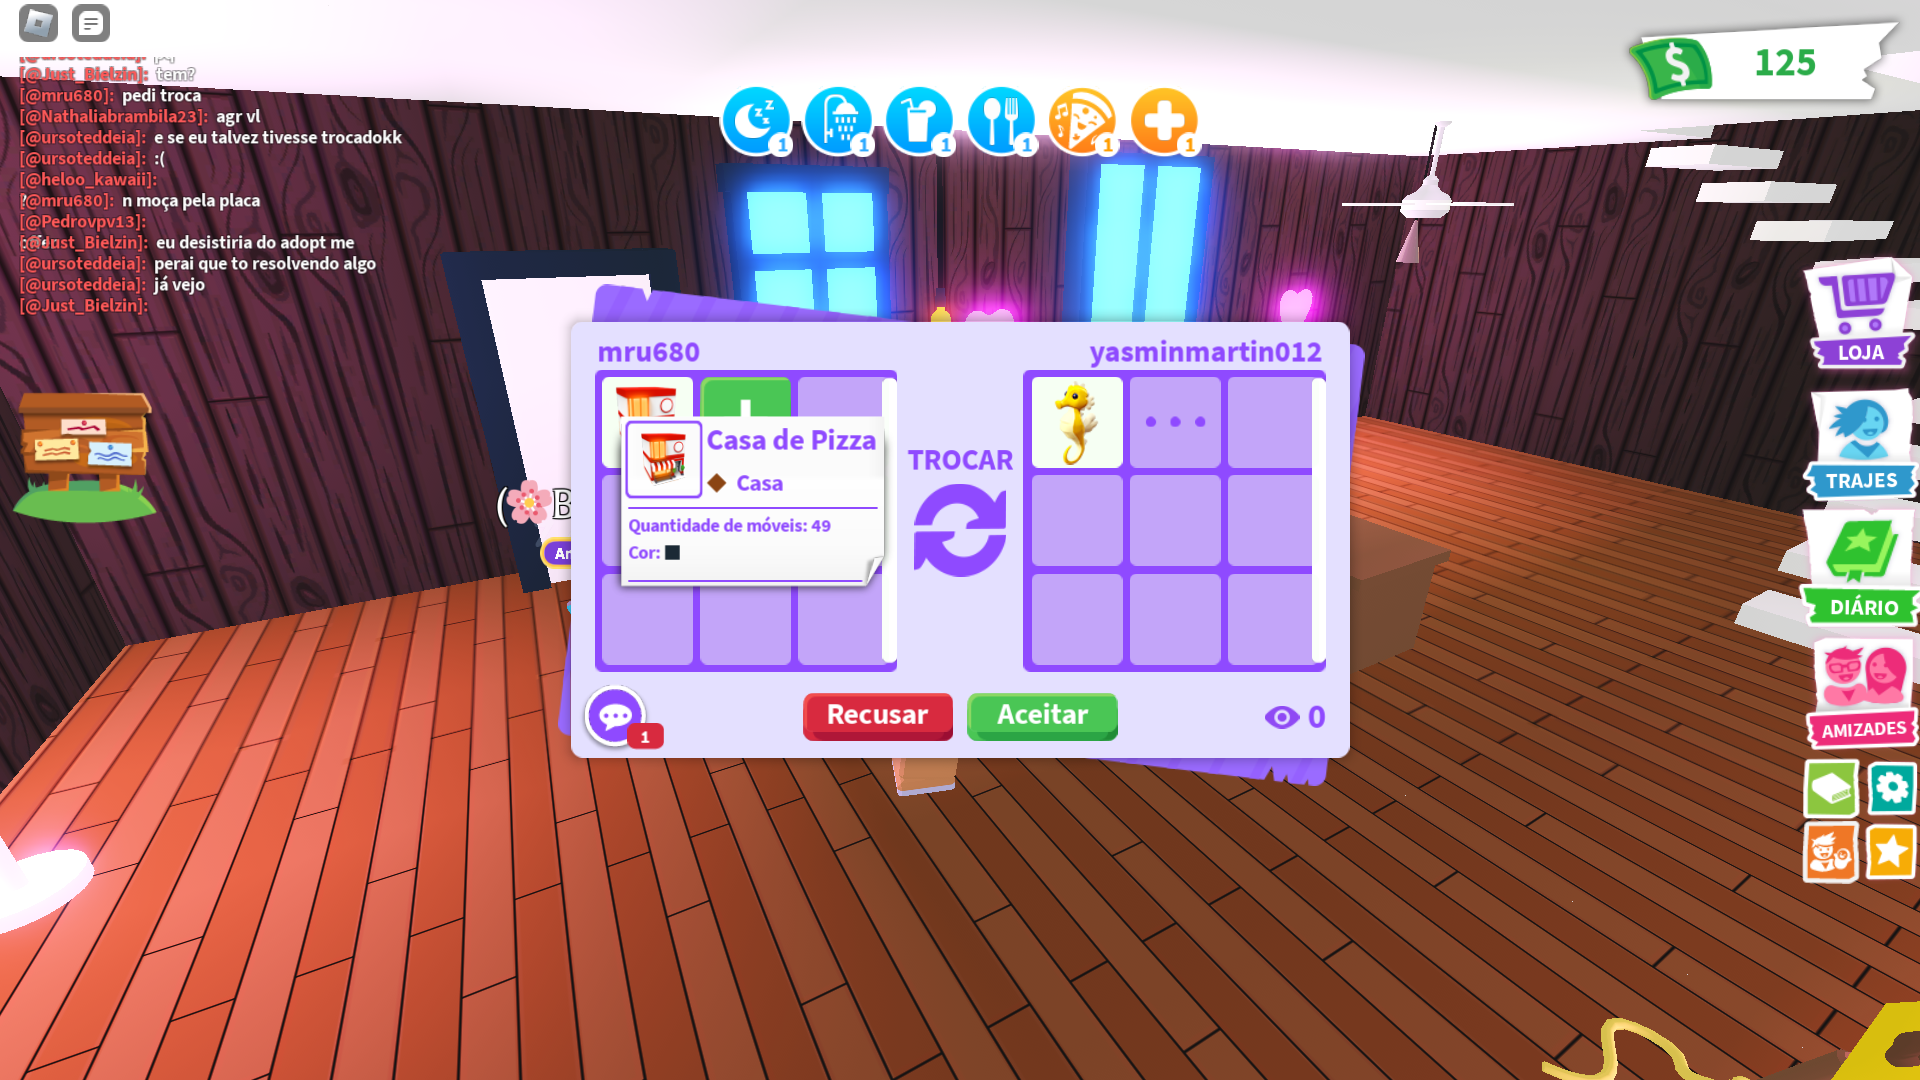 [@Just_Bielzin]: tem?
[@mru680]: pedi troca
[@Nathaliabrambila23]: agr vl
[@ursoteddeia]: e se eu talvez tivesse trocadokk
[@ursoteddeia]: :(
[@heloo_kawaii]:
[@mru680]: n moça pela placa
[@Pedrovpv13]:
[@Just_Bielzin]: eu desistiria do adopt me
[@ursoteddeia]: perai que to resolvendo algo
[@ursoteddeia]: já vejo
[@Just_Bielzin]:
1
1
1
1
1
1
125
mru680
yasminmartin012
Casa de Pizza
Casa
Quantidade de móveis: 49
Cor:
TROCAR
Recusar
Aceitar
1
0
LOJA
TRAJES
DIÁRIO
AMIZADES